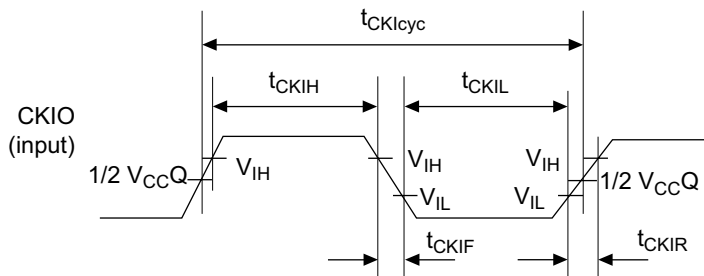 tCKIcyc
tCKIH
tCKIL
CKIO
(input)
VIH
VIH
VIH
1/2 VCCQ
1/2 VCCQ
VIL
VIL
tCKIF
tCKIR